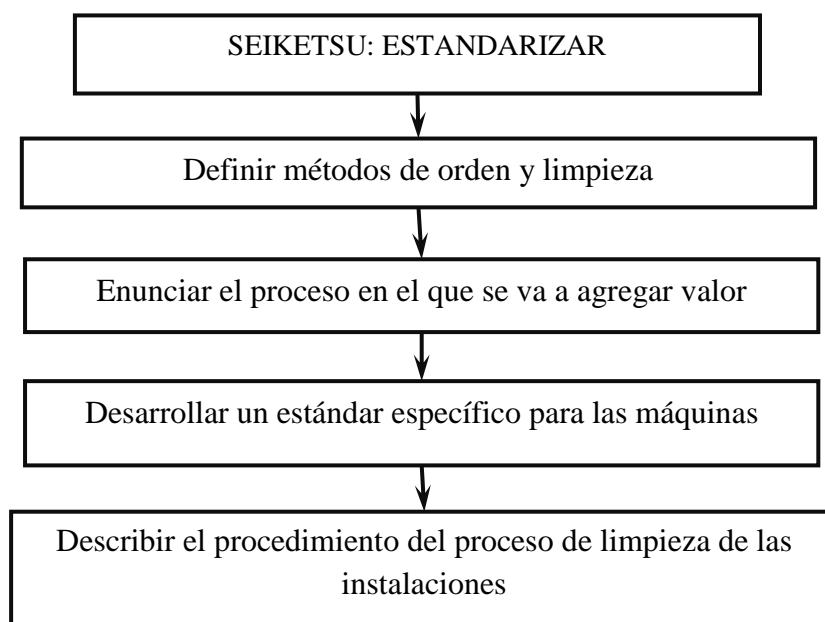 SEIKETSU: ESTANDARIZAR
Definir métodos de orden y limpieza
Enunciar el proceso en el que se va a agregar valor
Desarrollar un estándar específico para las máquinas
Describir el procedimiento del proceso de limpieza de las
instalaciones